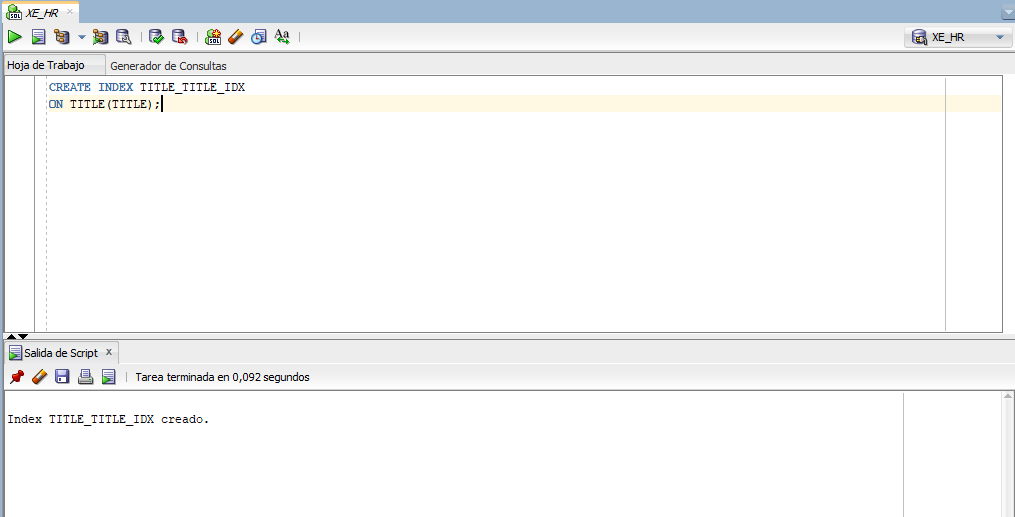 XE_HR
XE_HR
Hoja de Trabajo
Generador de Consultas
CREATE INDEX TITLE_TITLE_IDX
ON TITLE(TITLE);
Salida de Script
Tarea terminada en 0,092 segundos
Index TITLE_TITLE_IDX creado.